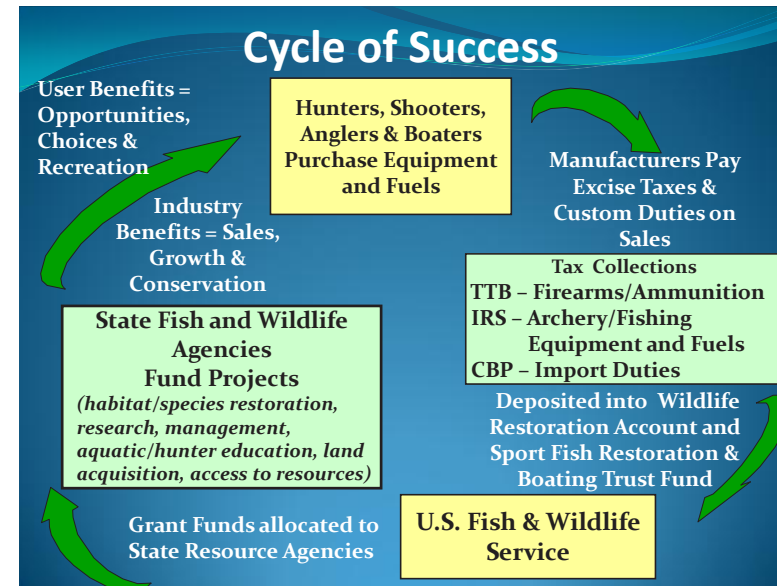 Cycle of Success
User Benefits =
Opportunities,
Choices &
Recreation
Hunters, Shooters,
Anglers & Boaters
Purchase Equipment
and Fuels
Manufacturers Pay
Excise Taxes &
Custom Duties on
Sales
Industry
Benefits = Sales,
Growth &
Conservation
Tax Collections
TTB – Firearms/Ammunition
IRS – Archery/Fishing
Equipment and Fuels
CBP – Import Duties
State Fish and Wildlife
Agencies
Fund Projects
(habitat/species restoration,
research, management,
aquatic/hunter education, land
acquisition, access to resources)
Deposited into Wildlife
Restoration Account and
Sport Fish Restoration &
Boating Trust Fund
Grant Funds allocated to
State Resource Agencies
U.S. Fish & Wildlife
Service